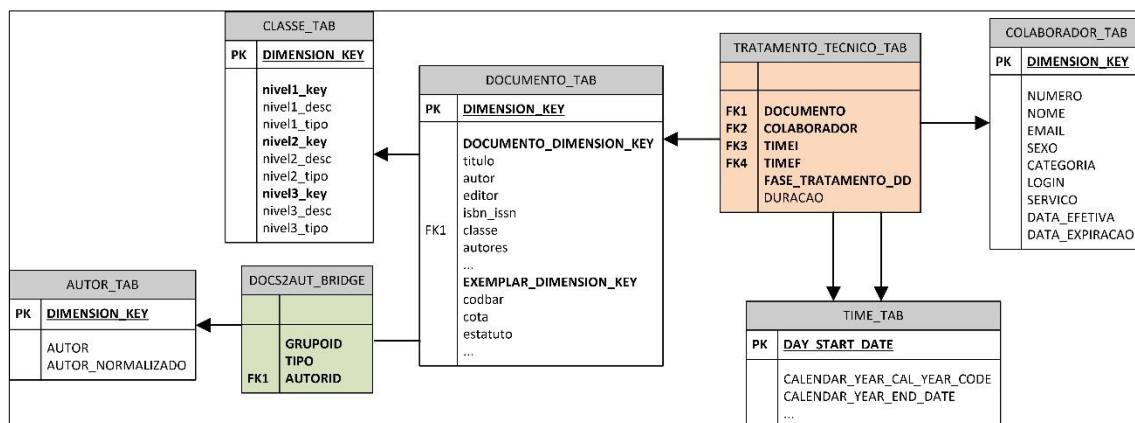 CLASSE_TAB
PK DIMENSION_KEY
nivel1_key
nivel1_desc
nivel1_tipo
nivel2_key
nivel2_desc
nivel2_tipo
nivel3_key
nivel3_desc
nivel3_tipo
DOCUMENTO_TAB
PK DIMENSION_KEY
DOCUMENTO_DIMENSION_KEY
titulo
autor
editor
isbn_issn
FK1 classe
autores
...
EXEMPLAR_DIMENSION_KEY
codbar
cota
estatuto
...
TRATAMENTO_TECNICO_TAB
FK1 DOCUMENTO
FK2 COLABORADOR
FK3 TIMEI
FK4 TIMEF
FASE_TRATAMENTO_DD
DURACAO
COLABORADOR_TAB
PK DIMENSION_KEY
NUMERO
NOME
EMAIL
SEXO
CATEGORIA
LOGIN
SERVICO
DATA_EFETIVA
DATA_EXPIRACAO
AUTOR_TAB
PK DIMENSION_KEY
AUTOR
AUTOR_NORMALIZADO
DOCS2AUT_BRIDGE
GRUPOID
TIPO
FK1 AUTORID
TIME_TAB
PK DAY_START_DATE
CALENDAR_YEAR_CAL_YEAR_CODE
CALENDAR_YEAR_END_DATE
...